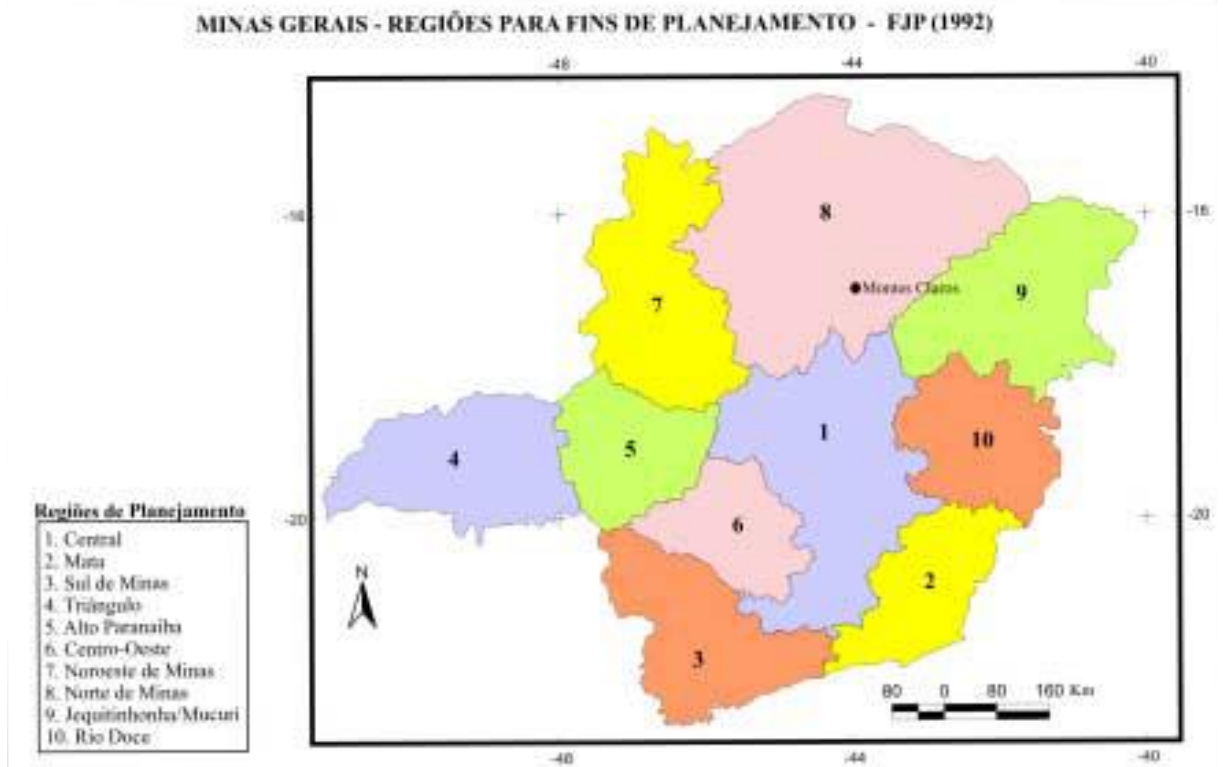 MINAS GERAIS - REGIÕES PARA FINS DE PLANEJAMENTO - FJP (1992)
-48 -44 -40
-16 8 -16
7 Montes Claros 9
4 5 1 10
-20 6 -20
2
3
N
80 0 80 160 Km
-48 -44 -40
Regiões de Planejamento
1. Central
2. Mata
3. Sul de Minas
4. Triângulo
5. Alto Paranaíba
6. Centro-Oeste
7. Noroeste de Minas
8. Norte de Minas
9. Jequitinhonha/Mucuri
10. Rio Doce